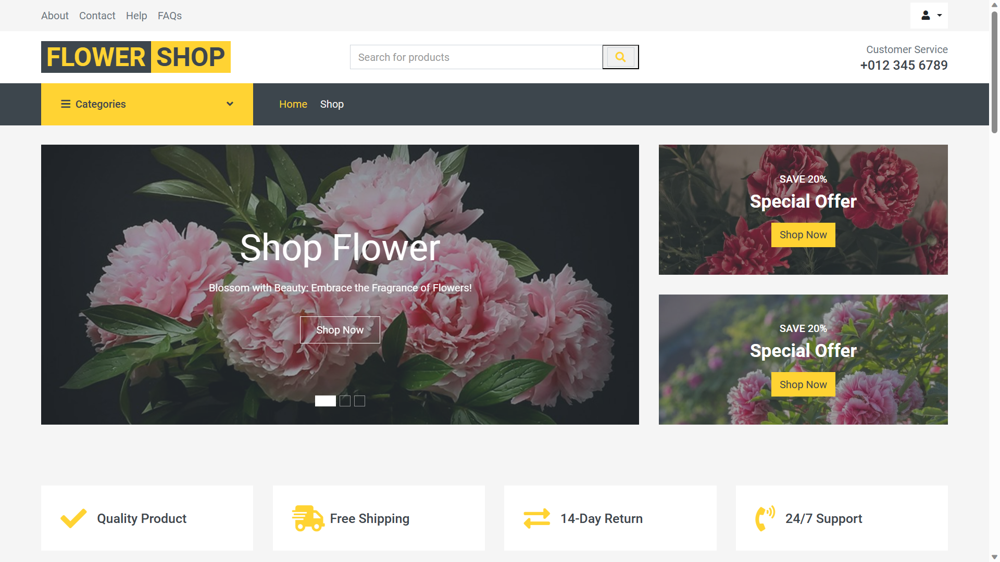 About Contact Help FAQs
FLOWER SHOP
Search for products
Customer Service
+012 345 6789
Categories
Home Shop
Shop Flower
Blossom with Beauty: Embrace the Fragrance of Flowers!
Shop Now
SAVE 20%
Special Offer
Shop Now
SAVE 20%
Special Offer
Shop Now
Quality Product
Free Shipping
14-Day Return
24/7 Support